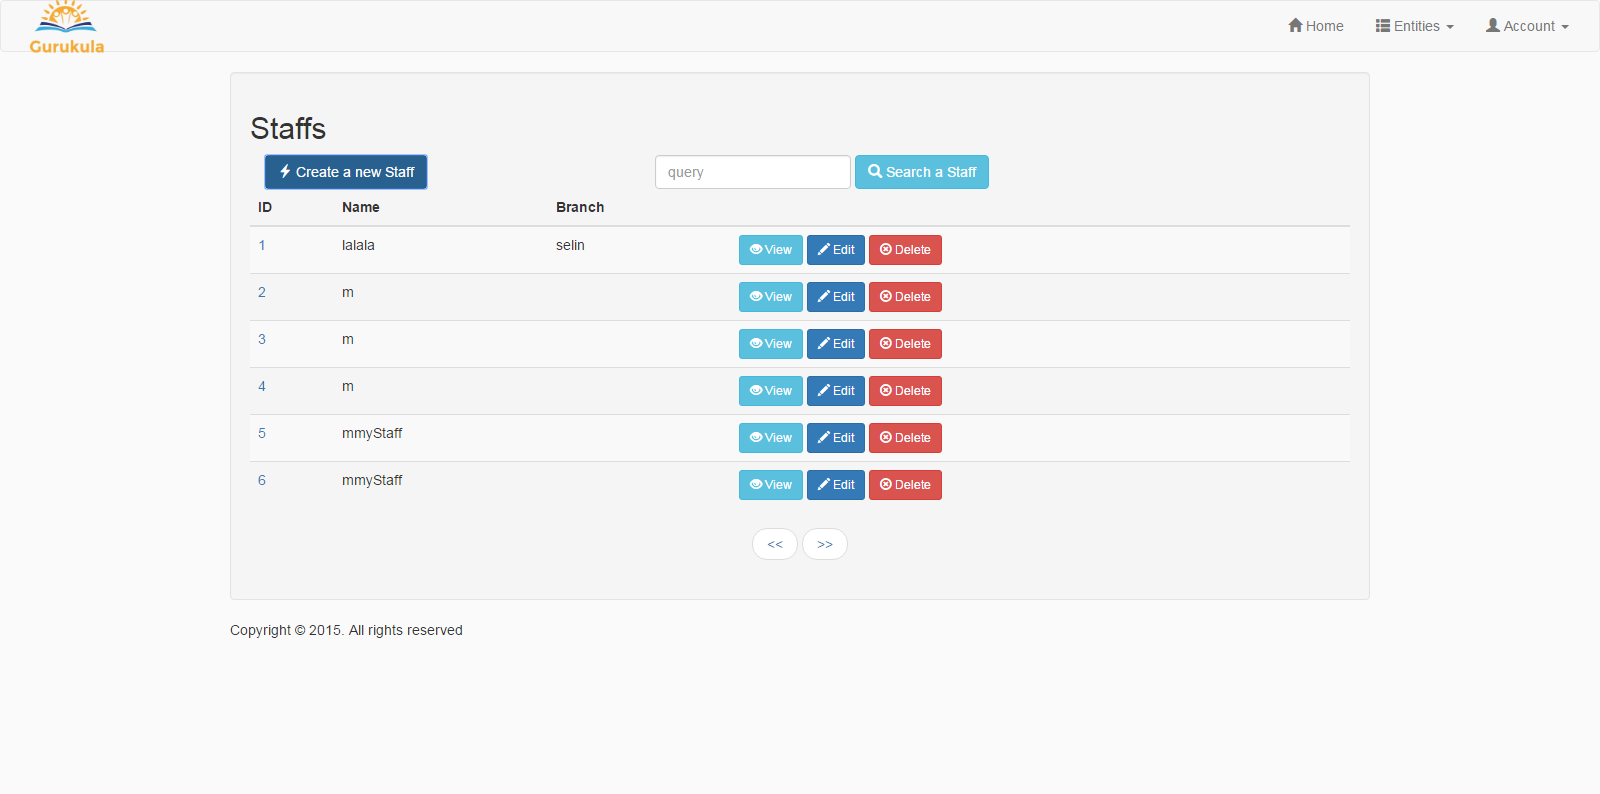 Gurukula
Home Entities Account
Staffs
Create a new Staff query Search a Staff
ID Name Branch
1 lalala selin View Edit Delete
2 m View Edit Delete
3 m View Edit Delete
4 m View Edit Delete
5 mmyStaff View Edit Delete
6 mmyStaff View Edit Delete
<< >>
Copyright © 2015. All rights reserved